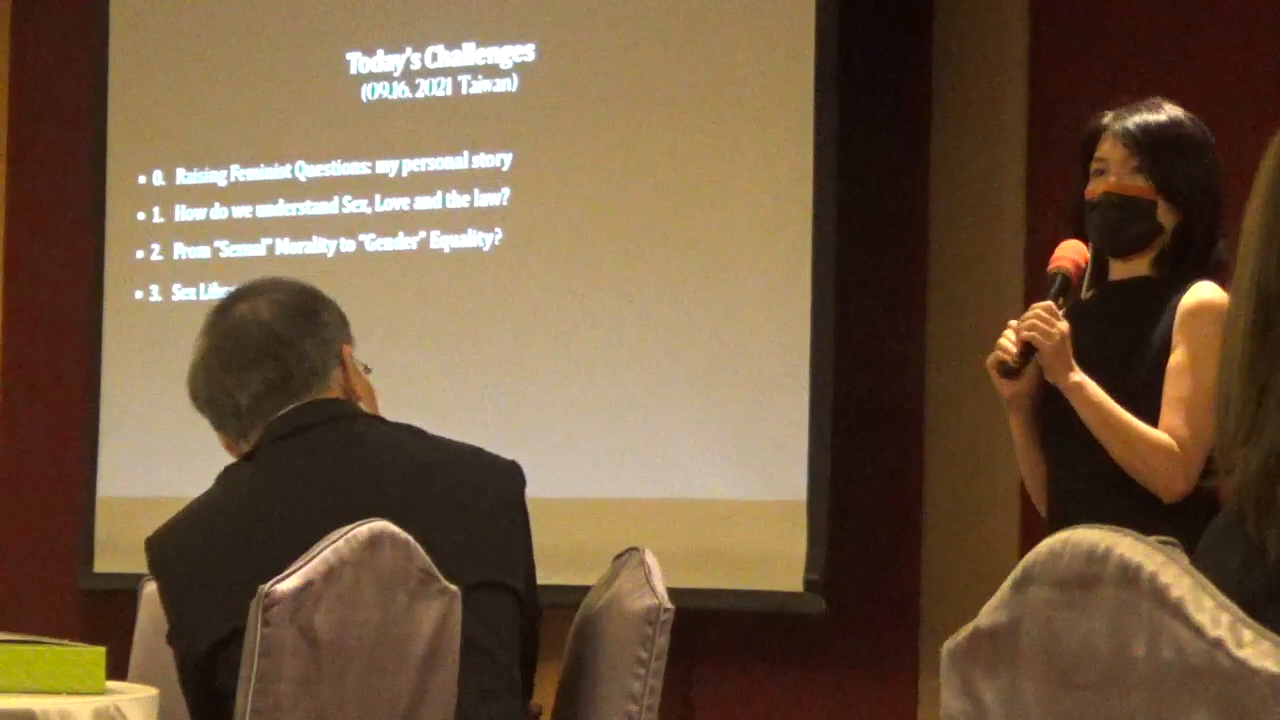 Today's Challenges
(09.16. 2021 Taiwan)
• 0. Raising Feminist Questions: my personal story
• 1. How do we understand Sex, Love and the law?
• 2. From "Sexual" Morality to "Gender" Equality?
• 3. Sex